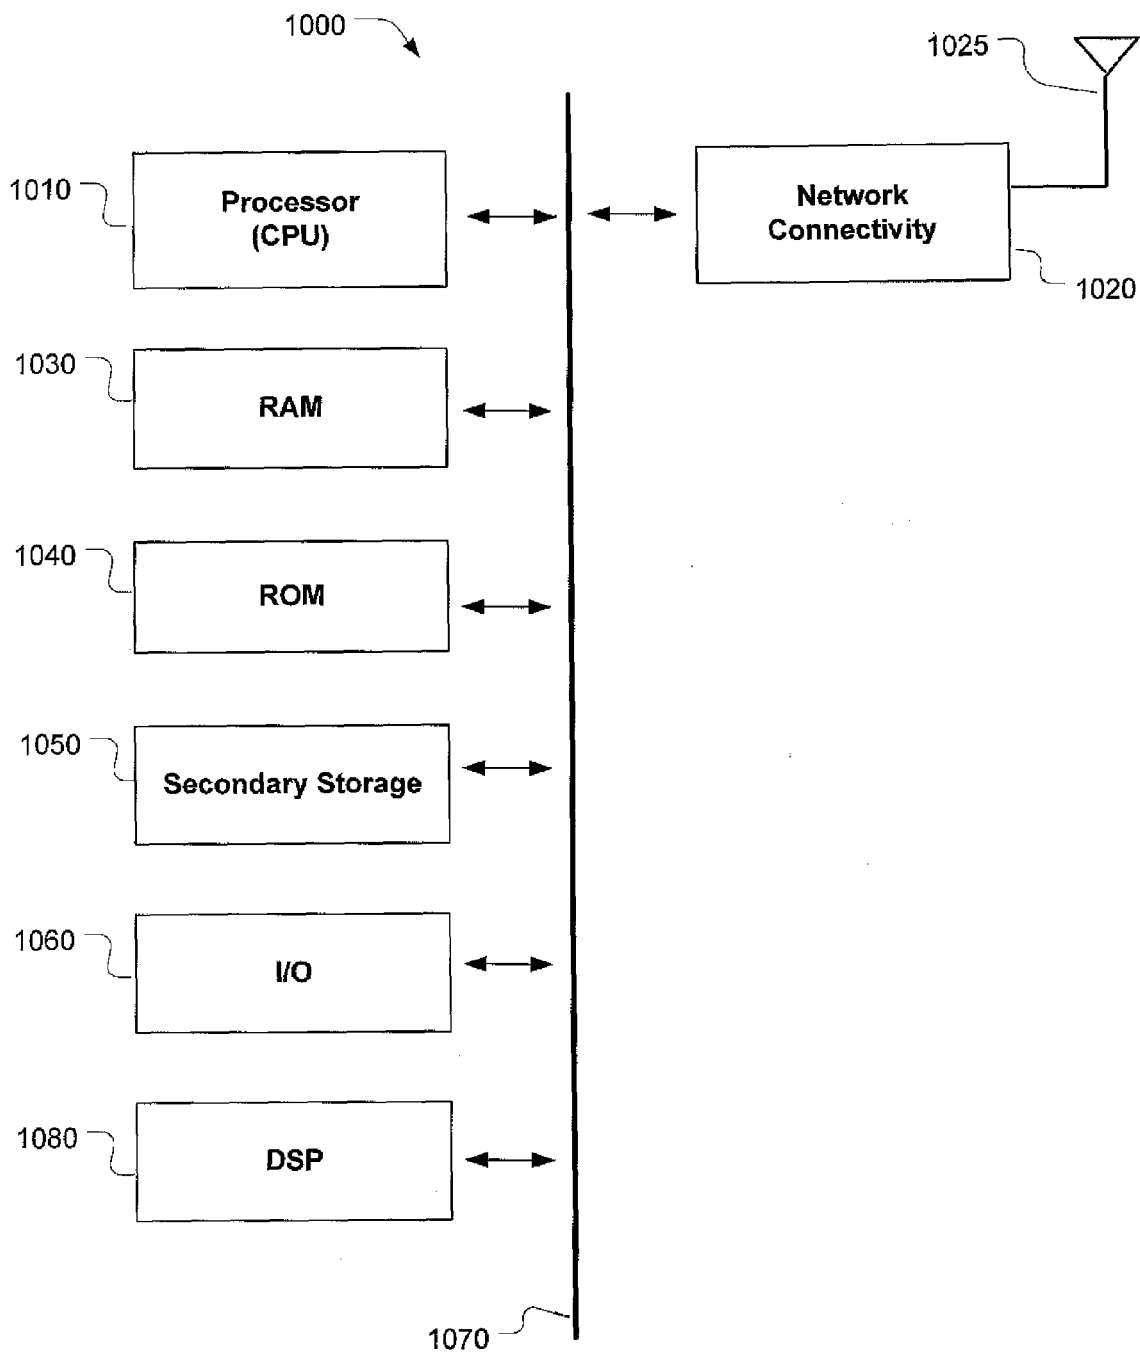 1000
1025
1010
Processor
(CPU)
Network
Connectivity
1020
1030
RAM
1040
ROM
1050
Secondary Storage
1060
I/O
1080
DSP
1070